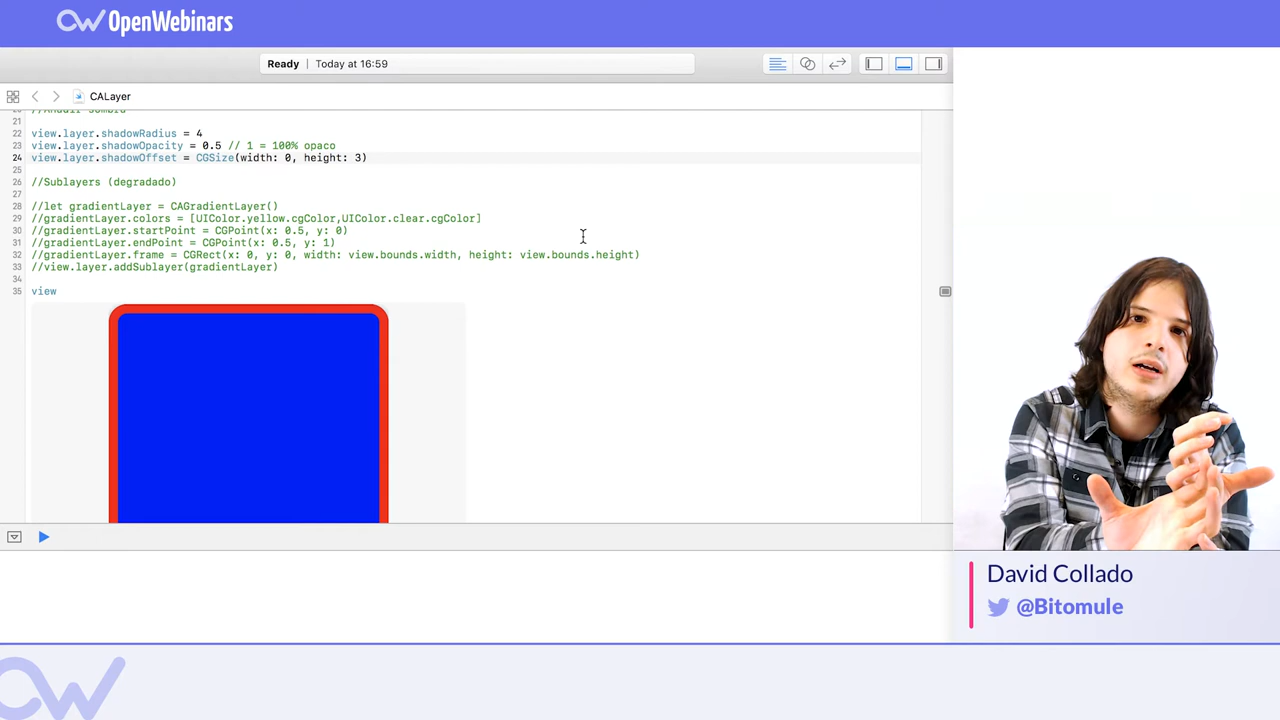 OpenWebinars
Ready | Today at 16:59
CALayer
21
22 view.layer.shadowRadius = 4
23 view.layer.shadowOpacity = 0.5 // 1 = 100% opaco
24 view.layer.shadowOffset = CGSize(width: 0, height: 3)
25
26 //Sublayers (degradado)
27
28 //let gradientLayer = CAGradientLayer()
29 //gradientLayer.colors = [UIColor.yellow.cgColor,UIColor.clear.cgColor]
30 //gradientLayer.startPoint = CGPoint(x: 0.5, y: 0)
31 //gradientLayer.endPoint = CGPoint(x: 0.5, y: 1)
32 //gradientLayer.frame = CGRect(x: 0, y: 0, width: view.bounds.width, height: view.bounds.height)
33 //view.layer.addSublayer(gradientLayer)
34
35 view
David Collado
@Bitomule